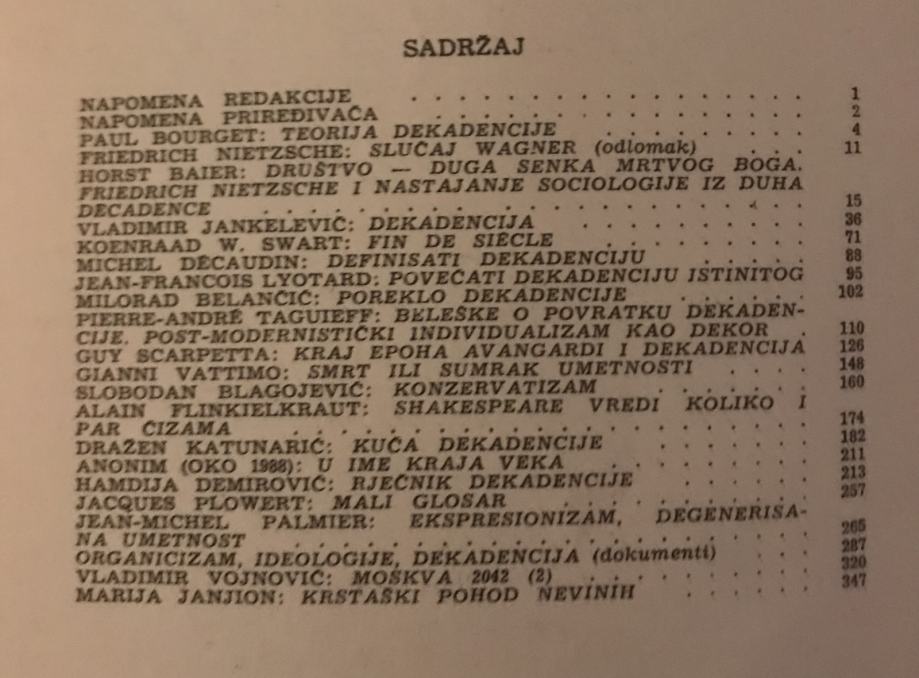 SADRŽAJ
NAPOMENA REDAKCIJE . . . . . . . . . . . . . . . . . 1
NAPOMENA PRIREĐIVAČA . . . . . . . . . . . . . . . . 2
PAUL BOURGET: TEORIJA DEKADENCIJE . . . . . . . . 4
FRIEDRICH NIETZSCHE: SLUČAJ WAGNER (odlomak) . . . 11
HORST BAIER: DRUŠTVO — DUGA SENKA MRTVOG BOGA.
FRIEDRICH NIETZSCHE I NASTAJANJE SOCIOLOGIJE IZ DUHA
DECADENCE . . . . . . . . . . . . . . . . . . . . . 15
VLADIMIR JANKELEVIČ: DEKADENCIJA . . . . . . . . . 36
KOENRAAD W. SWART: FIN DE SIÈCLE . . . . . . . . 71
MICHEL DÉCAUDIN: DEFINISATI DEKADENCIJU . . . . . 88
JEAN-FRANCOIS LYOTARD: POVEĆATI DEKADENCIJU ISTINITOG 95
MILORAD BELANČIĆ: POREKLO DEKADENCIJE . . . . . . 102
PIERRE-ANDRÉ TAGUIEFF: BELEŠKE O POVRATKU DEKADEN-
CIJE. POST-MODERNISTIČKI INDIVIDUALIZAM KAO DEKOR . 110
GUY SCARPETTA: KRAJ EPOHA AVANGARDI I DEKADENCIJA 126
GIANNI VATTIMO: SMRT ILI SUMRAK UMETNOSTI . . . . 148
SLOBODAN BLAGOJEVIĆ: KONZERVATIZAM . . . . . . . 160
ALAIN FLINKIELKRAUT: SHAKESPEARE VREDI KOLIKO I
PAR ČIZAMA . . . . . . . . . . . . . . . . . . . . 174
DRAŽEN KATUNARIĆ: KUĆA DEKADENCIJE . . . . . . . 182
ANONIM (OKO 1988): U IME KRAJA VEKA . . . . . . . . 211
HAMDIJA DEMIROVIĆ: RJEČNIK DEKADENCIJE . . . . . . 213
JACQUES PLOWERT: MALI GLOSAR . . . . . . . . . . 257
JEAN-MICHEL PALMIER: EKSPRESIONIZAM, DEGENERISA-
NA UMETNOST . . . . . . . . . . . . . . . . . . . 265
ORGANICIZAM, IDEOLOGIJE, DEKADENCIJA (dokumenti) . . . 287
VLADIMIR VOJNOVIČ: MOSKVA 2042 (2) . . . . . . . . 320
MARIJA JANJION: KRSTAŠKI POHOD NEVINIH . . . . . . 347